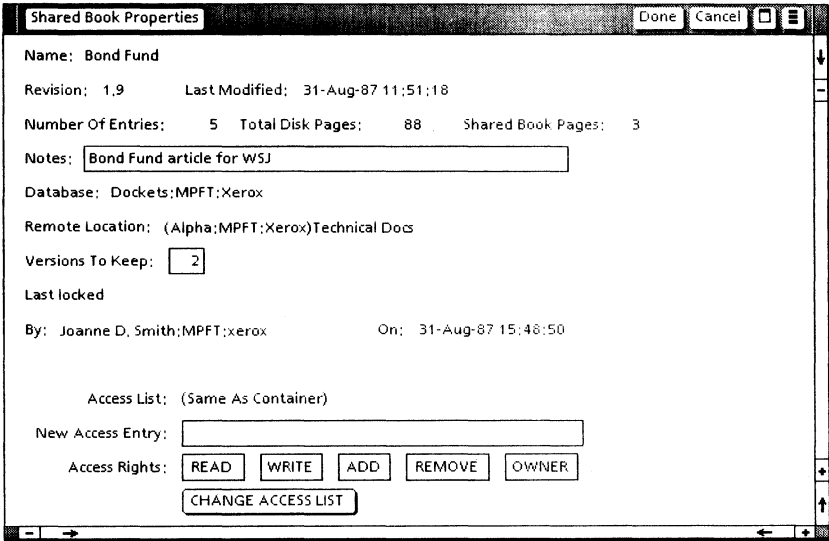 Shared Book Properties Done Cancel
Name: Bond Fund
Revision: 1.9 Last Modified: 31-Aug-87 11:51:18
Number Of Entries: 5 Total Disk Pages: 88 Shared Book Pages: 3
Notes: Bond Fund article for WSJ
Database: Dockets:MPFT:Xerox
Remote Location: (Alpha:MPFT:Xerox)Technical Docs
Versions To Keep: 2
Last locked
By: Joanne D. Smith:MPFT:xerox On: 31-Aug-87 15:48:50
Access List: (Same As Container)
New Access Entry:
Access Rights: READ WRITE ADD REMOVE OWNER
CHANGE ACCESS LIST